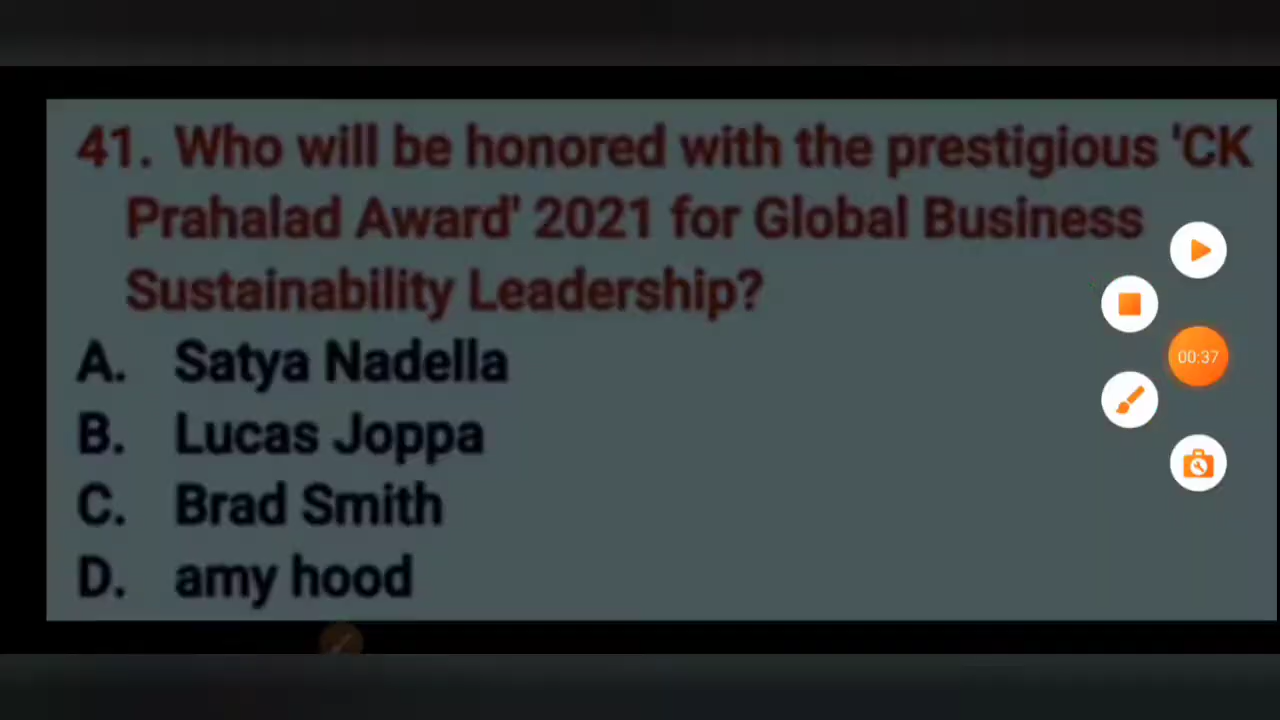 41. Who will be honored with the prestigious 'CK
Prahalad Award' 2021 for Global Business
Sustainability Leadership?
A. Satya Nadella
B. Lucas Joppa
C. Brad Smith
D. amy hood
00:37